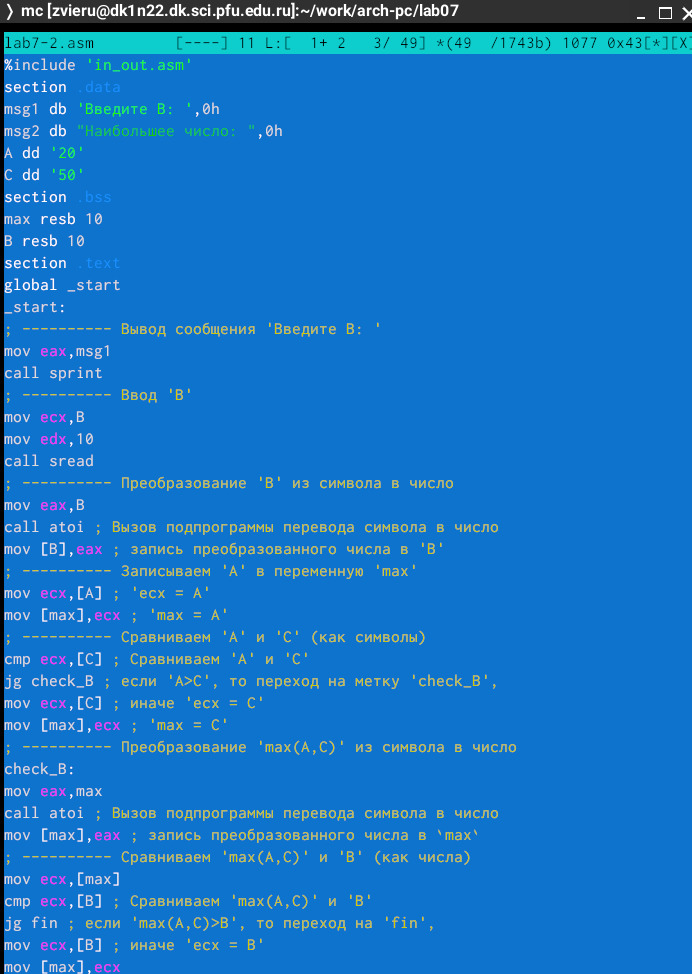 mc [zvieru@dk1n22.dk.sci.pfu.edu.ru]:~/work/arch-pc/lab07
lab7-2.asm [----] 11 L:[ 1+ 2 3/ 49] *(49 /1743b) 1077 0x43[*][X]
%include 'in_out.asm'
section .data
msg1 db 'Введите B: ',0h
msg2 db "Наибольшее число: ",0h
A dd '20'
C dd '50'
section .bss
max resb 10
B resb 10
section .text
global _start
_start:
; ---------- Вывод сообщения 'Введите B: '
mov eax,msg1
call sprint
; ---------- Ввод 'B'
mov ecx,B
mov edx,10
call sread
; ---------- Преобразование 'B' из символа в число
mov eax,B
call atoi ; Вызов подпрограммы перевода символа в число
mov [B],eax ; запись преобразованного числа в 'B'
; ---------- Записываем 'A' в переменную 'max'
mov ecx,[A] ; 'ecx = A'
mov [max],ecx ; 'max = A'
; ---------- Сравниваем 'A' и 'C' (как символы)
cmp ecx,[C] ; Сравниваем 'A' и 'C'
jg check_B ; если 'A>C', то переход на метку 'check_B',
mov ecx,[C] ; иначе 'ecx = C'
mov [max],ecx ; 'max = C'
; ---------- Преобразование 'max(A,C)' из символа в число
check_B:
mov eax,max
call atoi ; Вызов подпрограммы перевода символа в число
mov [max],eax ; запись преобразованного числа в `max`
; ---------- Сравниваем 'max(A,C)' и 'B' (как числа)
mov ecx,[max]
cmp ecx,[B] ; Сравниваем 'max(A,C)' и 'B'
jg fin ; если 'max(A,C)>B', то переход на 'fin',
mov ecx,[B] ; иначе 'ecx = B'
mov [max],ecx